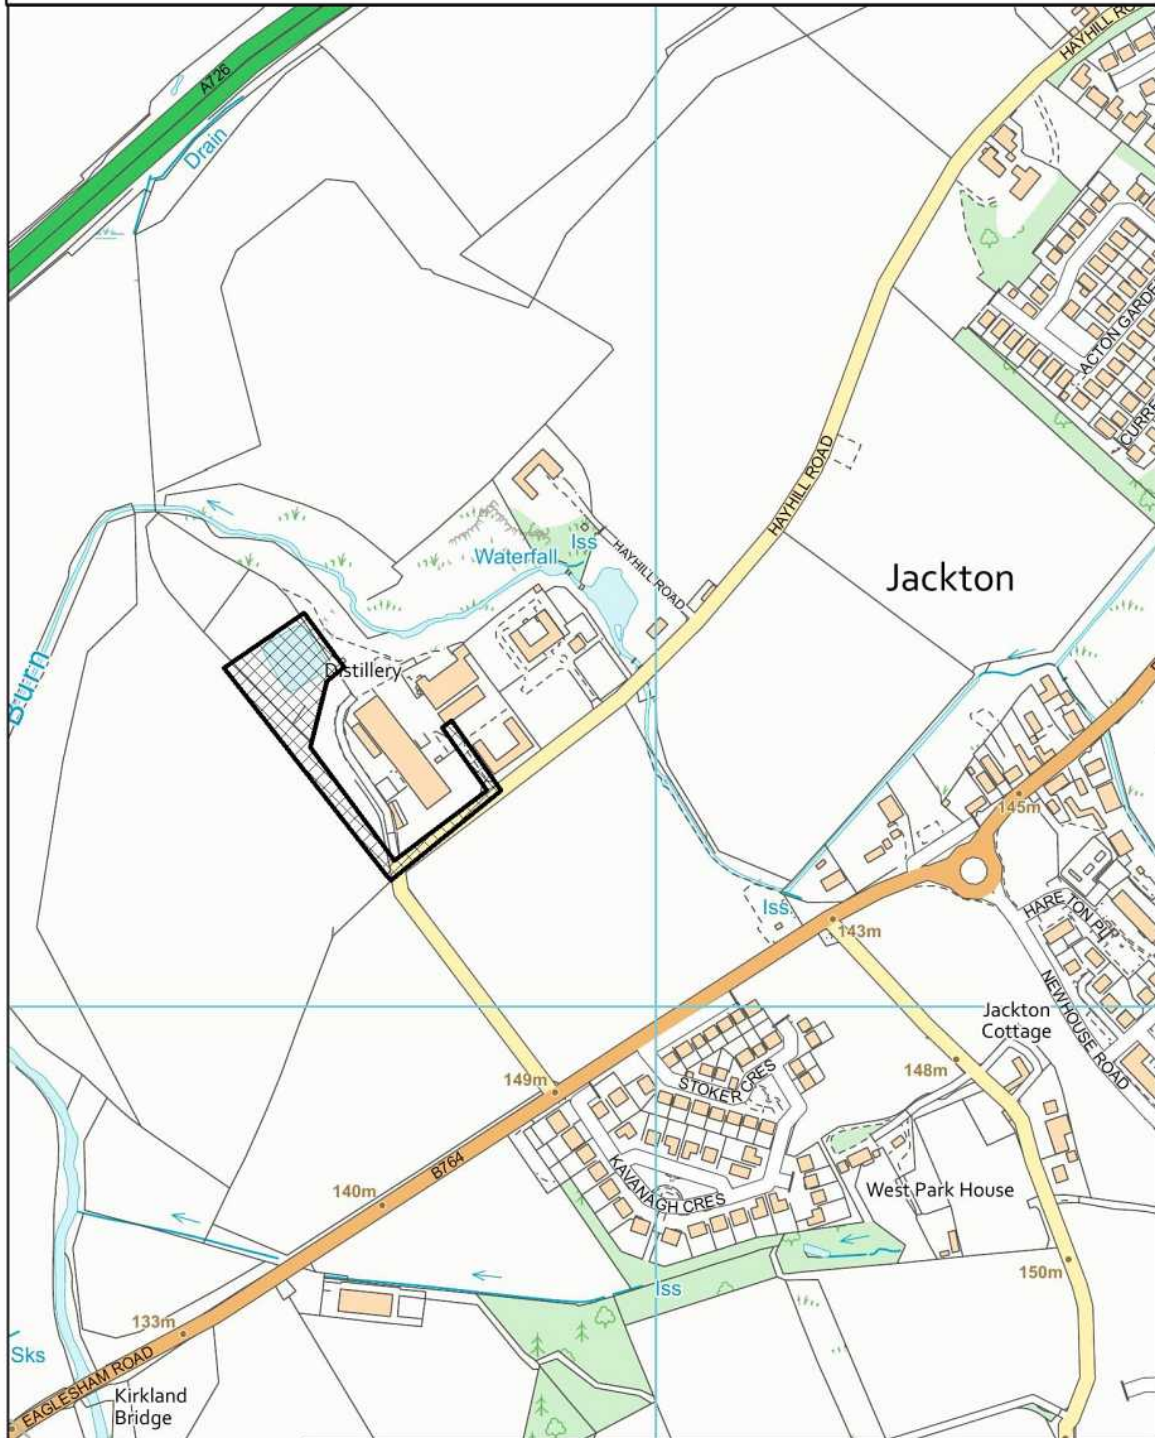 HAYHILL RO
A726
Drain
ACTON GARDE
CURRE
HAYHILL ROAD
Waterfall
Iss
HAYHILL ROAD
Jackton
Burn
Distillery
145m
Iss
143m
HARETON PL
NEWHOUSE ROAD
Jackton
Cottage
149m
148m
STOKER CRES
B764
KAVANAGH CRES
140m
West Park House
150m
Iss
133m
Sks
EAGLESHAM ROAD
Kirkland
Bridge